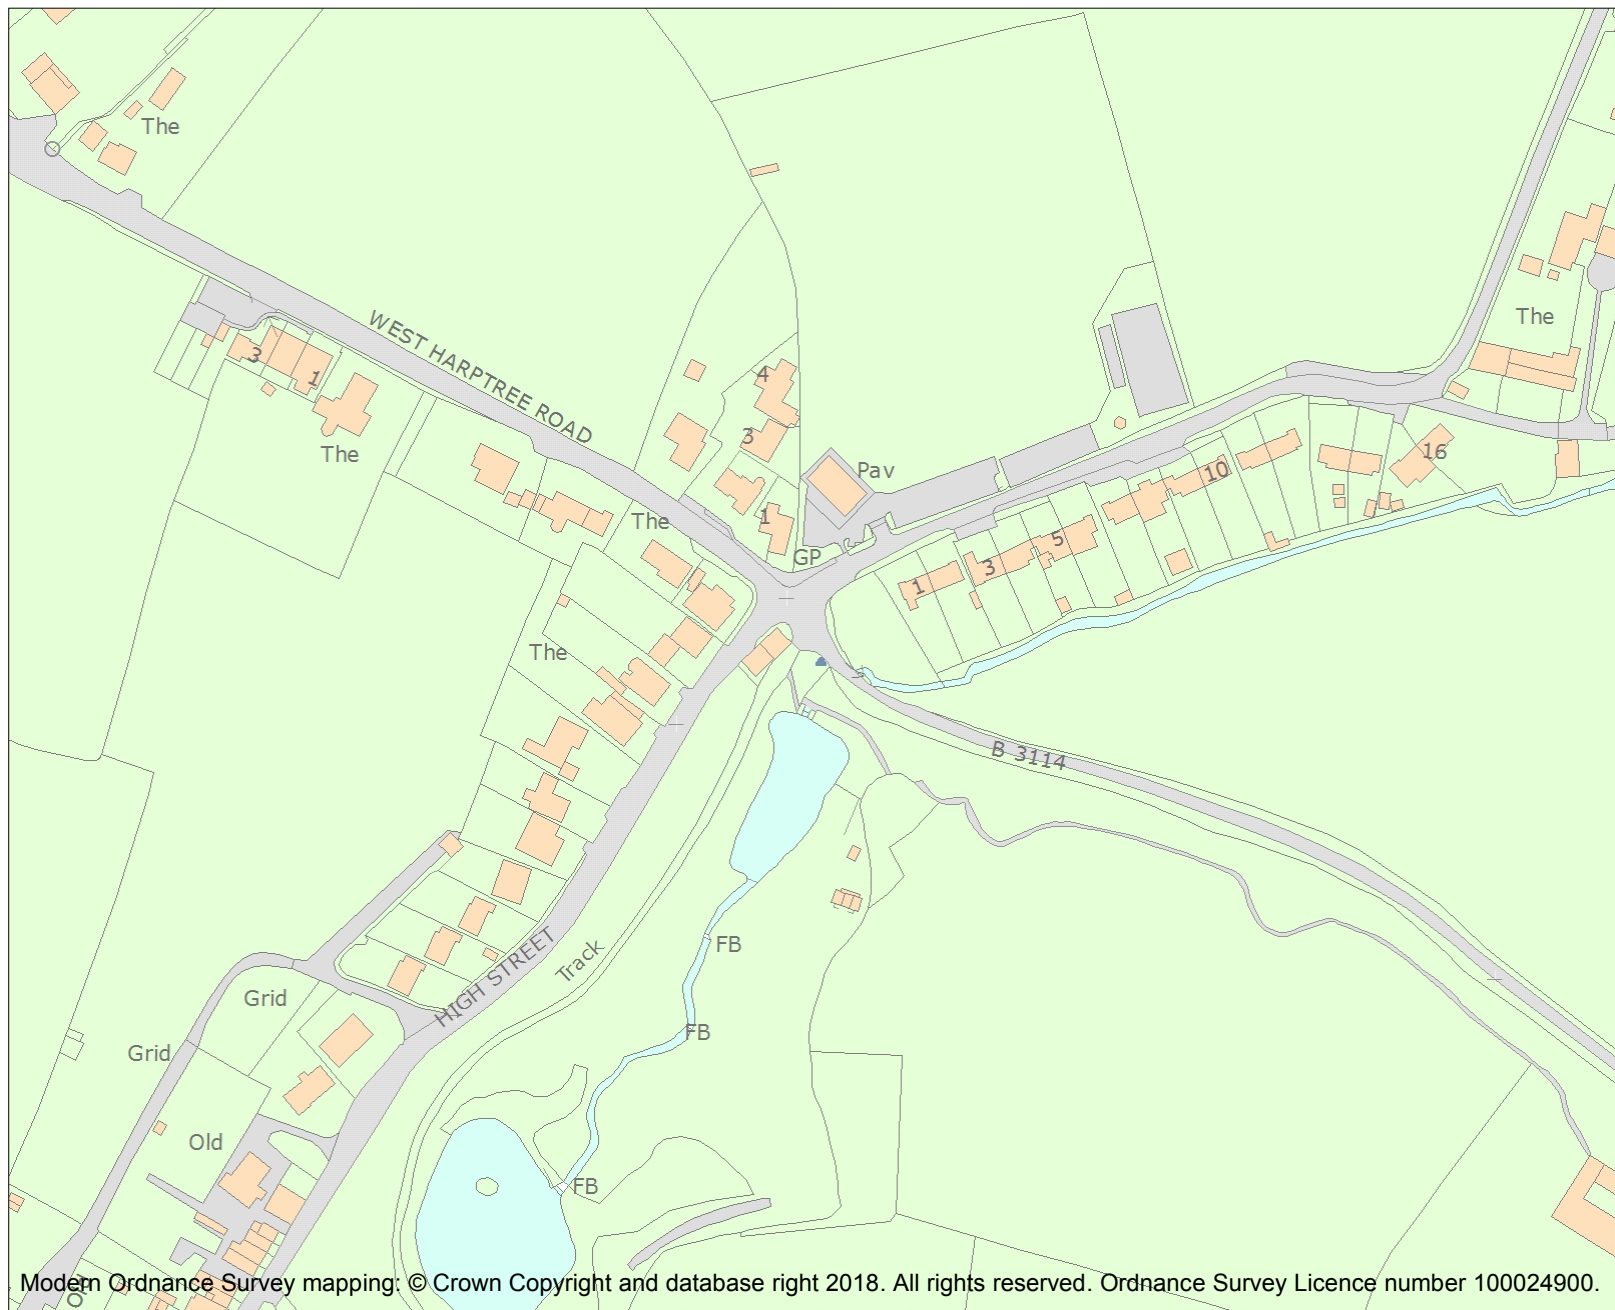 The
WEST HARPTREE ROAD
The
3
1
The
4
3
1
Pav
The
GP
16
10
5
3
1
The
B 3114
HIGH STREET
Track
FB
Grid
FB
Grid
Old
FB
Modern Ordnance Survey mapping: © Crown Copyright and database right 2018. All rights reserved. Ordnance Survey Licence number 100024900.